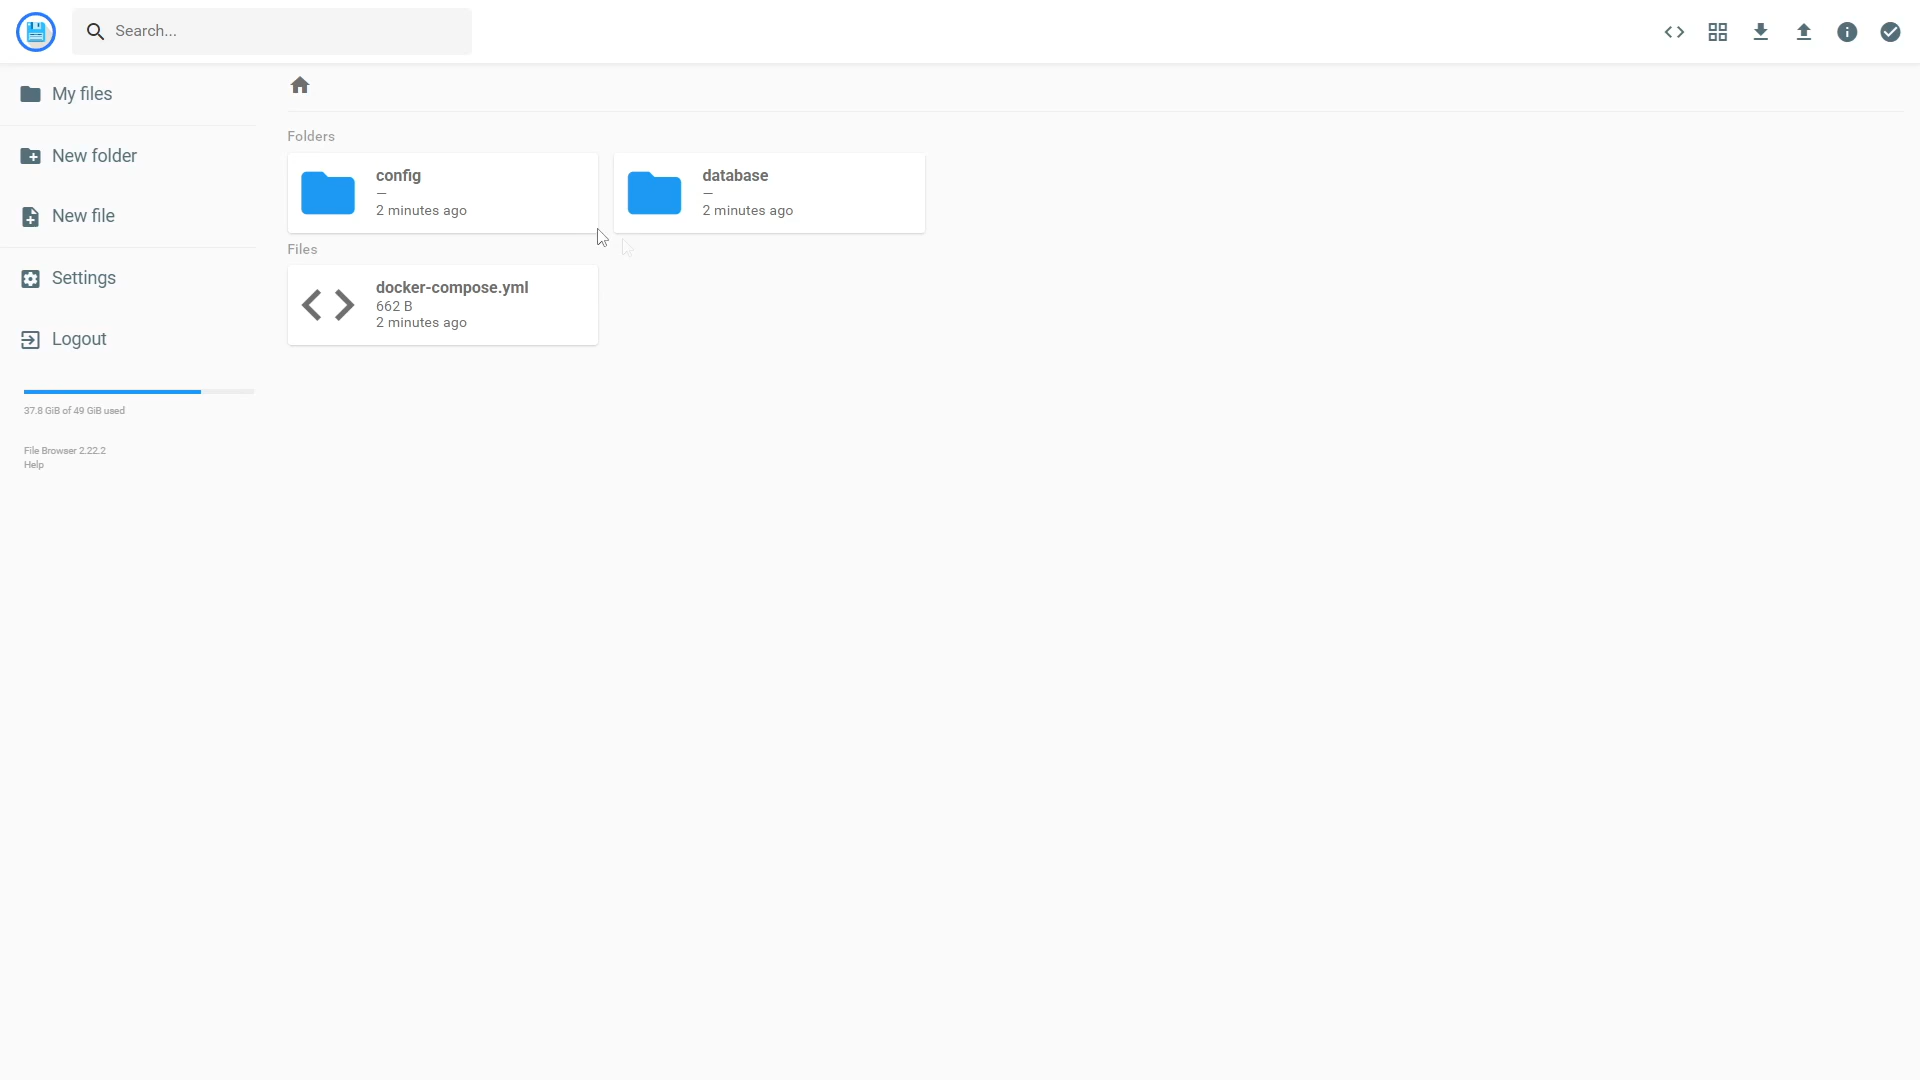 Search...
My files
New folder
New file
Settings
Logout
37.8 GiB of 49 GiB used
File Browser 2.22.2
Help
Folders
config
—
2 minutes ago
database
—
2 minutes ago
Files
docker-compose.yml
662 B
2 minutes ago